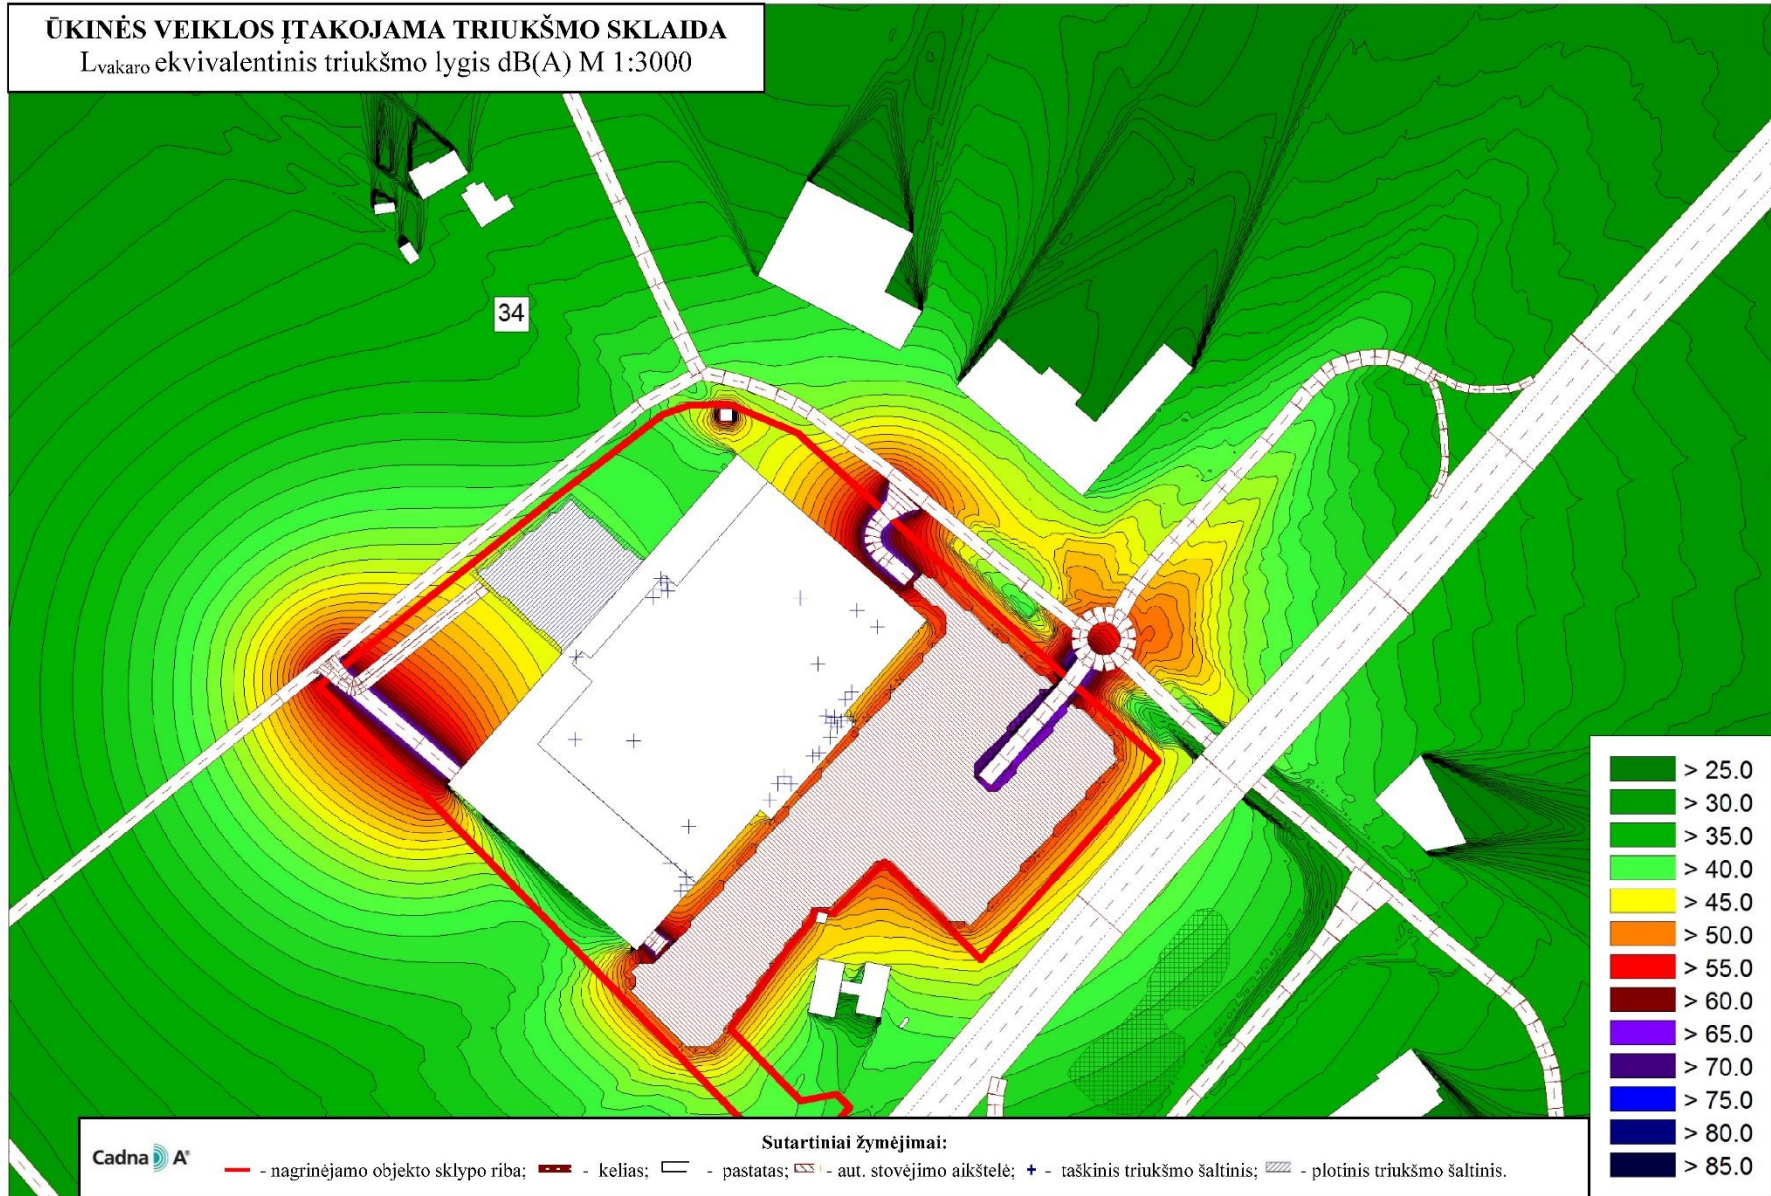 ŪKINĖS VEIKLOS ĮTAKOJAMA TRIUKŠMO SKLAIDA
Lvakaro ekvivalentinis triukšmo lygis dB(A) M 1:3000
34
> 25.0
> 30.0
> 35.0
> 40.0
> 45.0
> 50.0
> 55.0
> 60.0
> 65.0
> 70.0
> 75.0
> 80.0
> 85.0
Sutartiniai žymėjimai:
Cadna A®
- nagrinėjamo objekto sklypo riba; - kelias; - pastatas; - aut. stovėjimo aikštelė; + - taškinis triukšmo šaltinis; - plotinis triukšmo šaltinis.